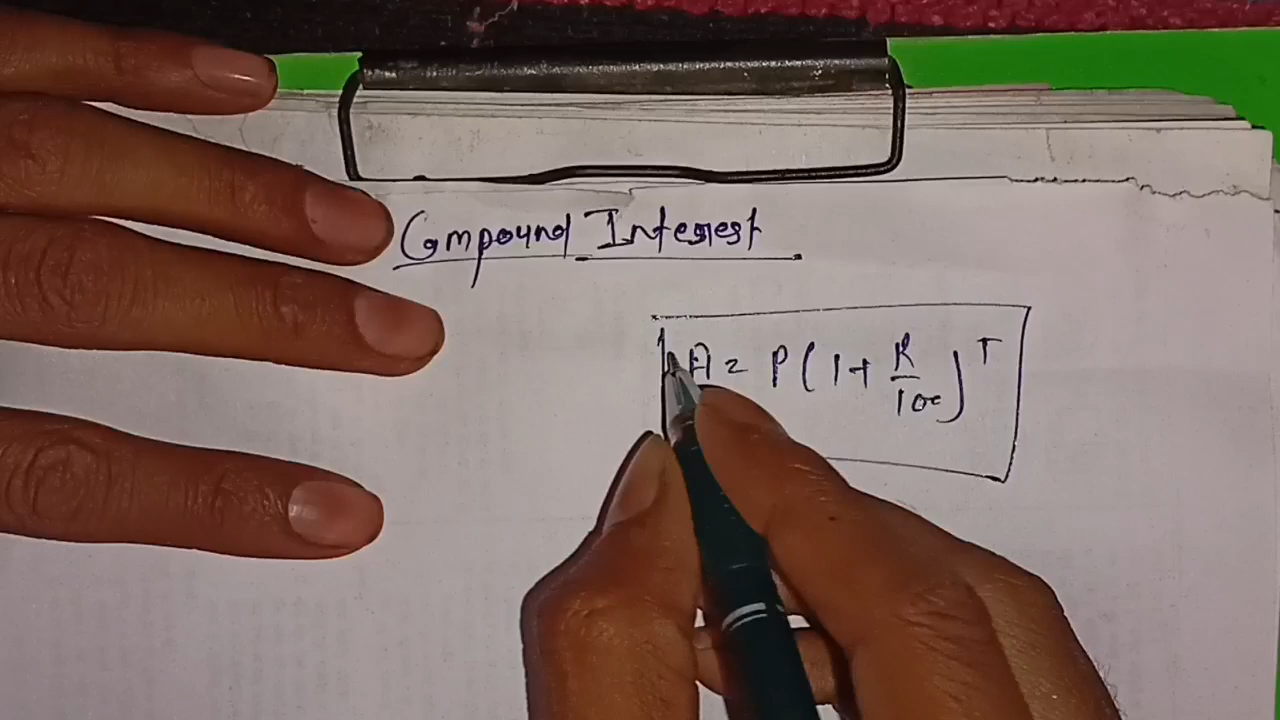 Compound Interest
A = P(1+R/100)^T